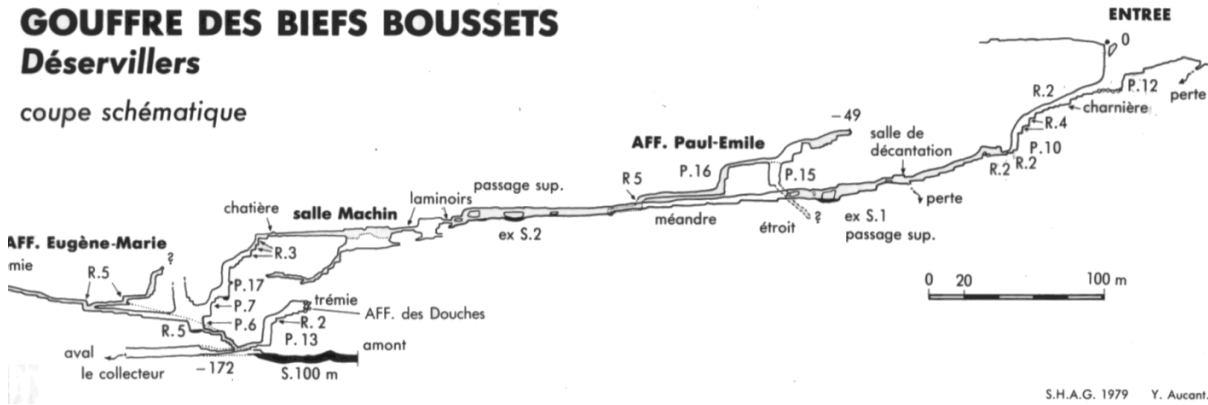 GOUFFRE DES BIEFS BOUSSETS
Déservillers
coupe schématique
ENTREE
0
R.2
P.12
perte
charnière
R.4
P.10
R.2
R.2
salle de
décantation
perte
-49
AFF. Paul-Emile
P.16
P.15
R 5
méandre
étroit
?
ex S.1
passage sup.
passage sup.
laminoirs
ex S.2
salle Machin
chatière
R.3
AFF. Eugène-Marie
mie
R.5
?
P.17
P.7
P.6
R.5
trémie
AFF. des Douches
R. 2
P. 13
aval
le collecteur
-172
S.100 m
amont
0 20 100 m
S.H.A.G. 1979 Y. Aucant.